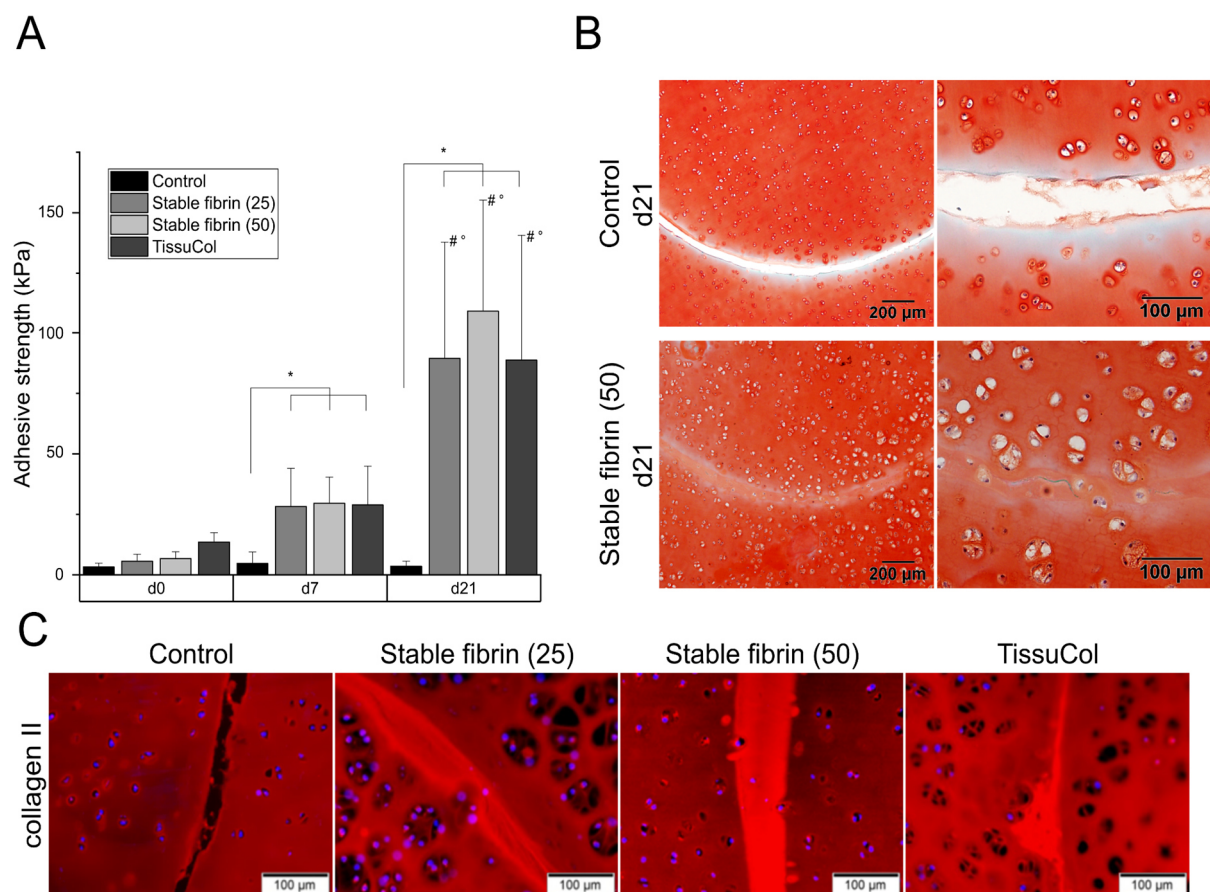 A
Adhesive strength (kPa)
150
100
50
0
Control
Stable fibrin (25)
Stable fibrin (50)
TissuCol
*
*
# °
# °
# °
d0
d7
d21
B
Control
d21
200 µm
100 µm
Stable fibrin (50)
d21
200 µm
100 µm
C
Control
Stable fibrin (25)
Stable fibrin (50)
TissuCol
collagen II
100 µm
100 µm
100 µm
100 µm